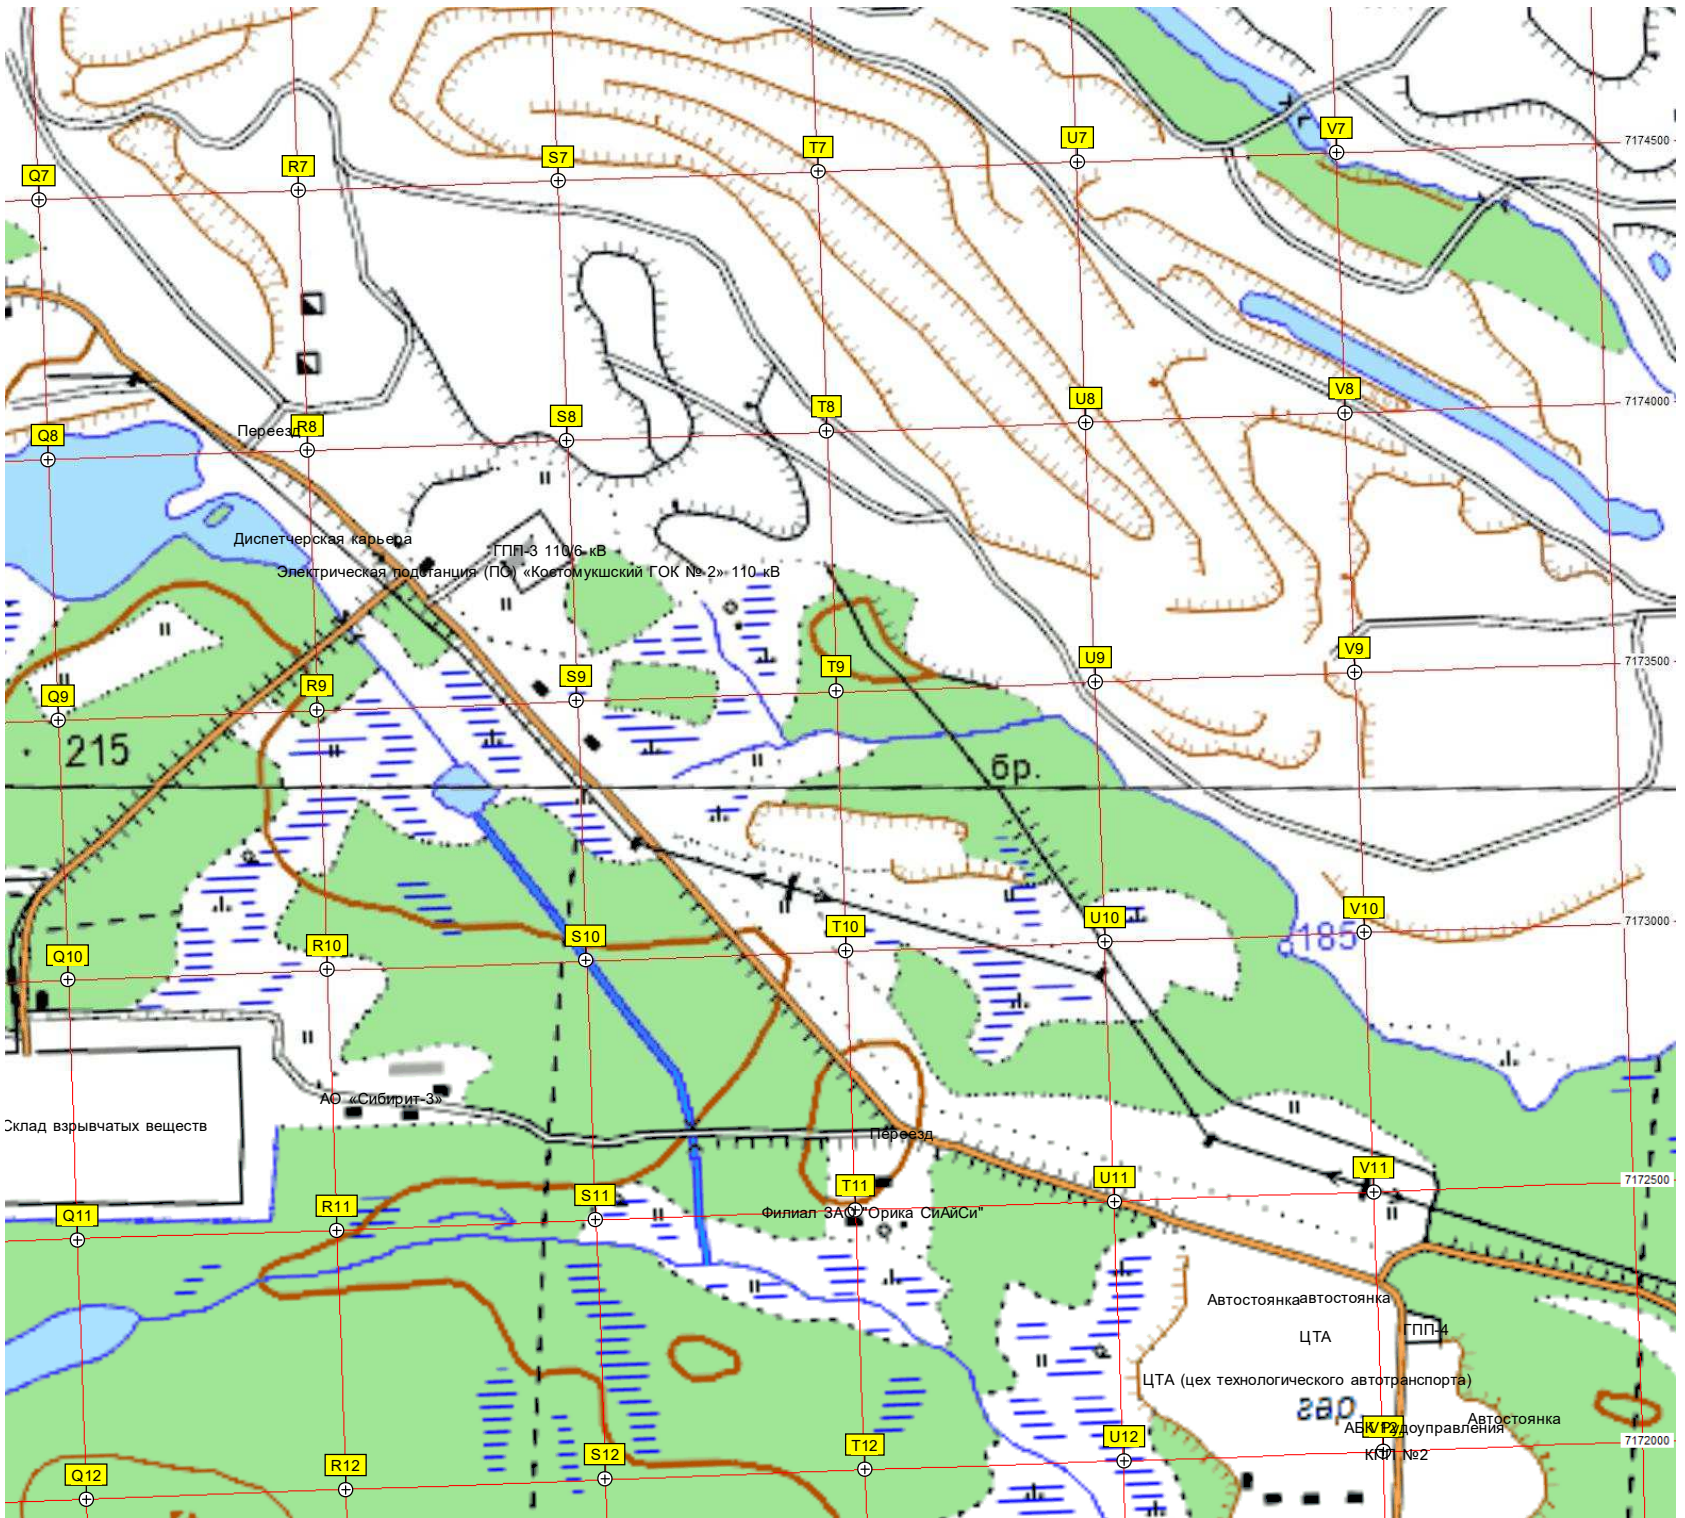 V7
U7
7174500
T7
S7
R7
Q7
V8
7174000
U8
T8
S8
R8
Переезд
Q8
Диспетчерская карьера
ГПП-3 110/6 кВ
Электрическая подстанция (ПС) «Костомукшский ГОК № 2» 110 кВ
V9
7173500
U9
T9
S9
R9
Q9
215
бр.
V10
7173000
U10
185
T10
S10
R10
Q10
АО «Сибирит-3»
Склад взрывчатых веществ
Переезд
V11
7172500
U11
T11
S11
R11
Q11
Филиал ЗАО "Орика СиАйСи"
Автостоянка
автостоянка
ЦТА
ГПП-4
ЦТА (цех технологического автотранспорта)
гар.
Автостоянка
V12
АБК Рудоуправления
КПП №2
7172000
U12
T12
S12
R12
Q12